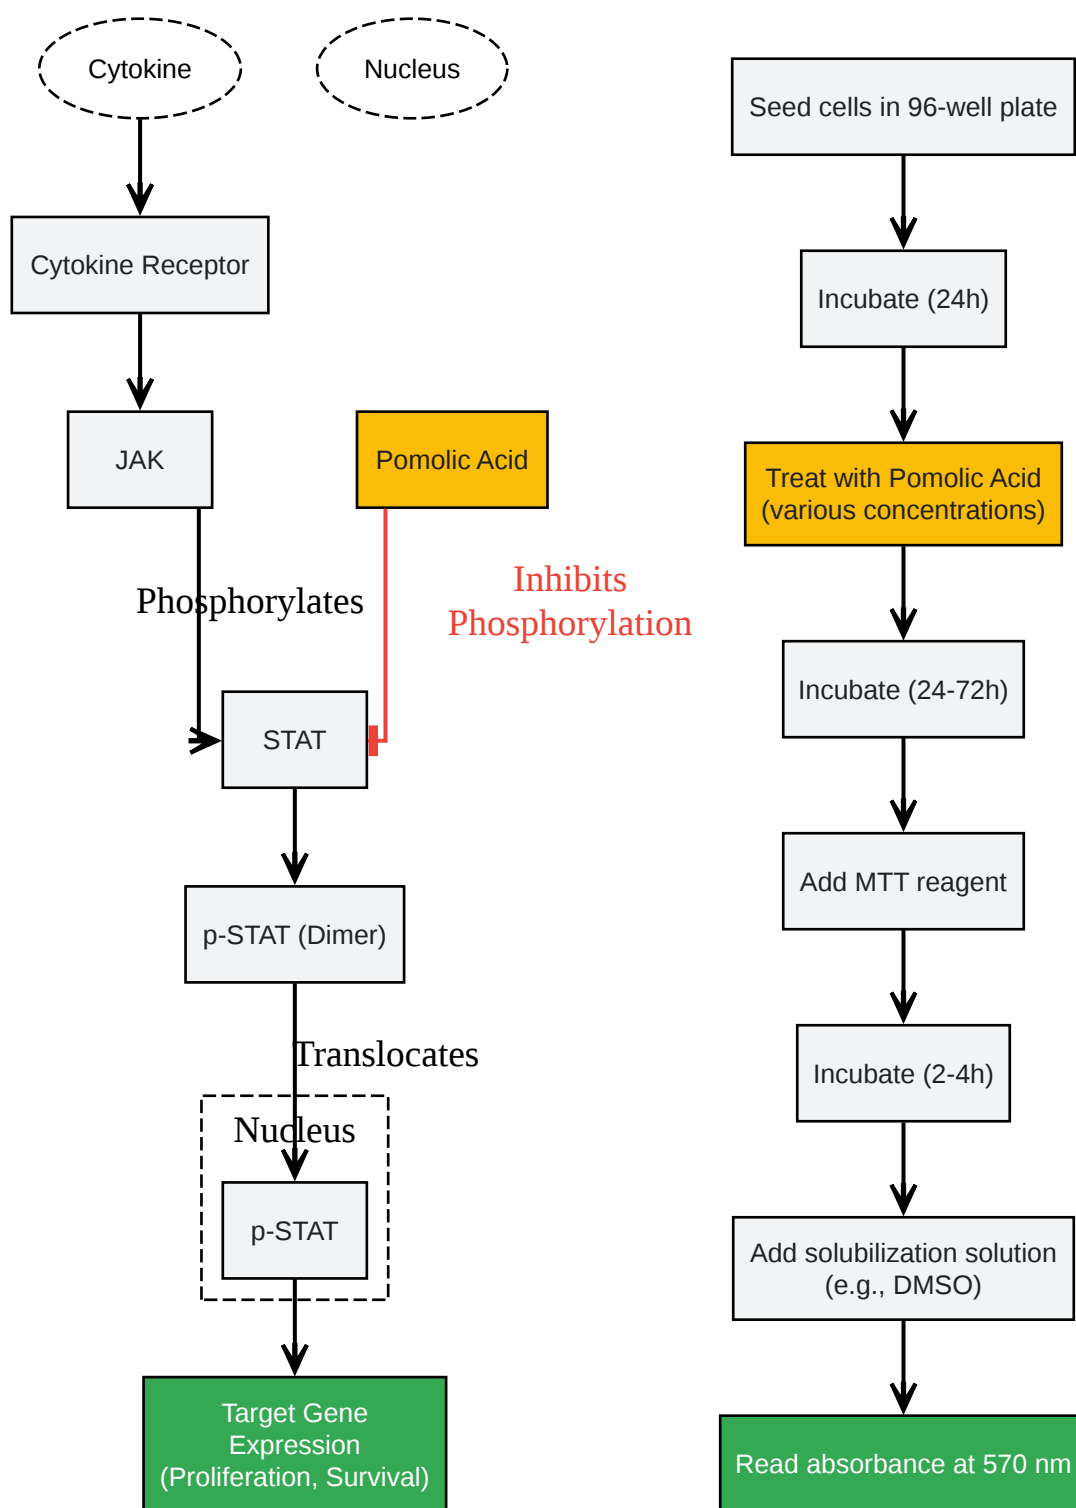 Cytokine
Nucleus
Cytokine Receptor
JAK
Pomolic Acid
Phosphorylates
Inhibits
Phosphorylation
STAT
p-STAT (Dimer)
Translocates
Nucleus
p-STAT
Target Gene
Expression
(Proliferation, Survival)
Seed cells in 96-well plate
Incubate (24h)
Treat with Pomolic Acid
(various concentrations)
Incubate (24-72h)
Add MTT reagent
Incubate (2-4h)
Add solubilization solution
(e.g., DMSO)
Read absorbance at 570 nm